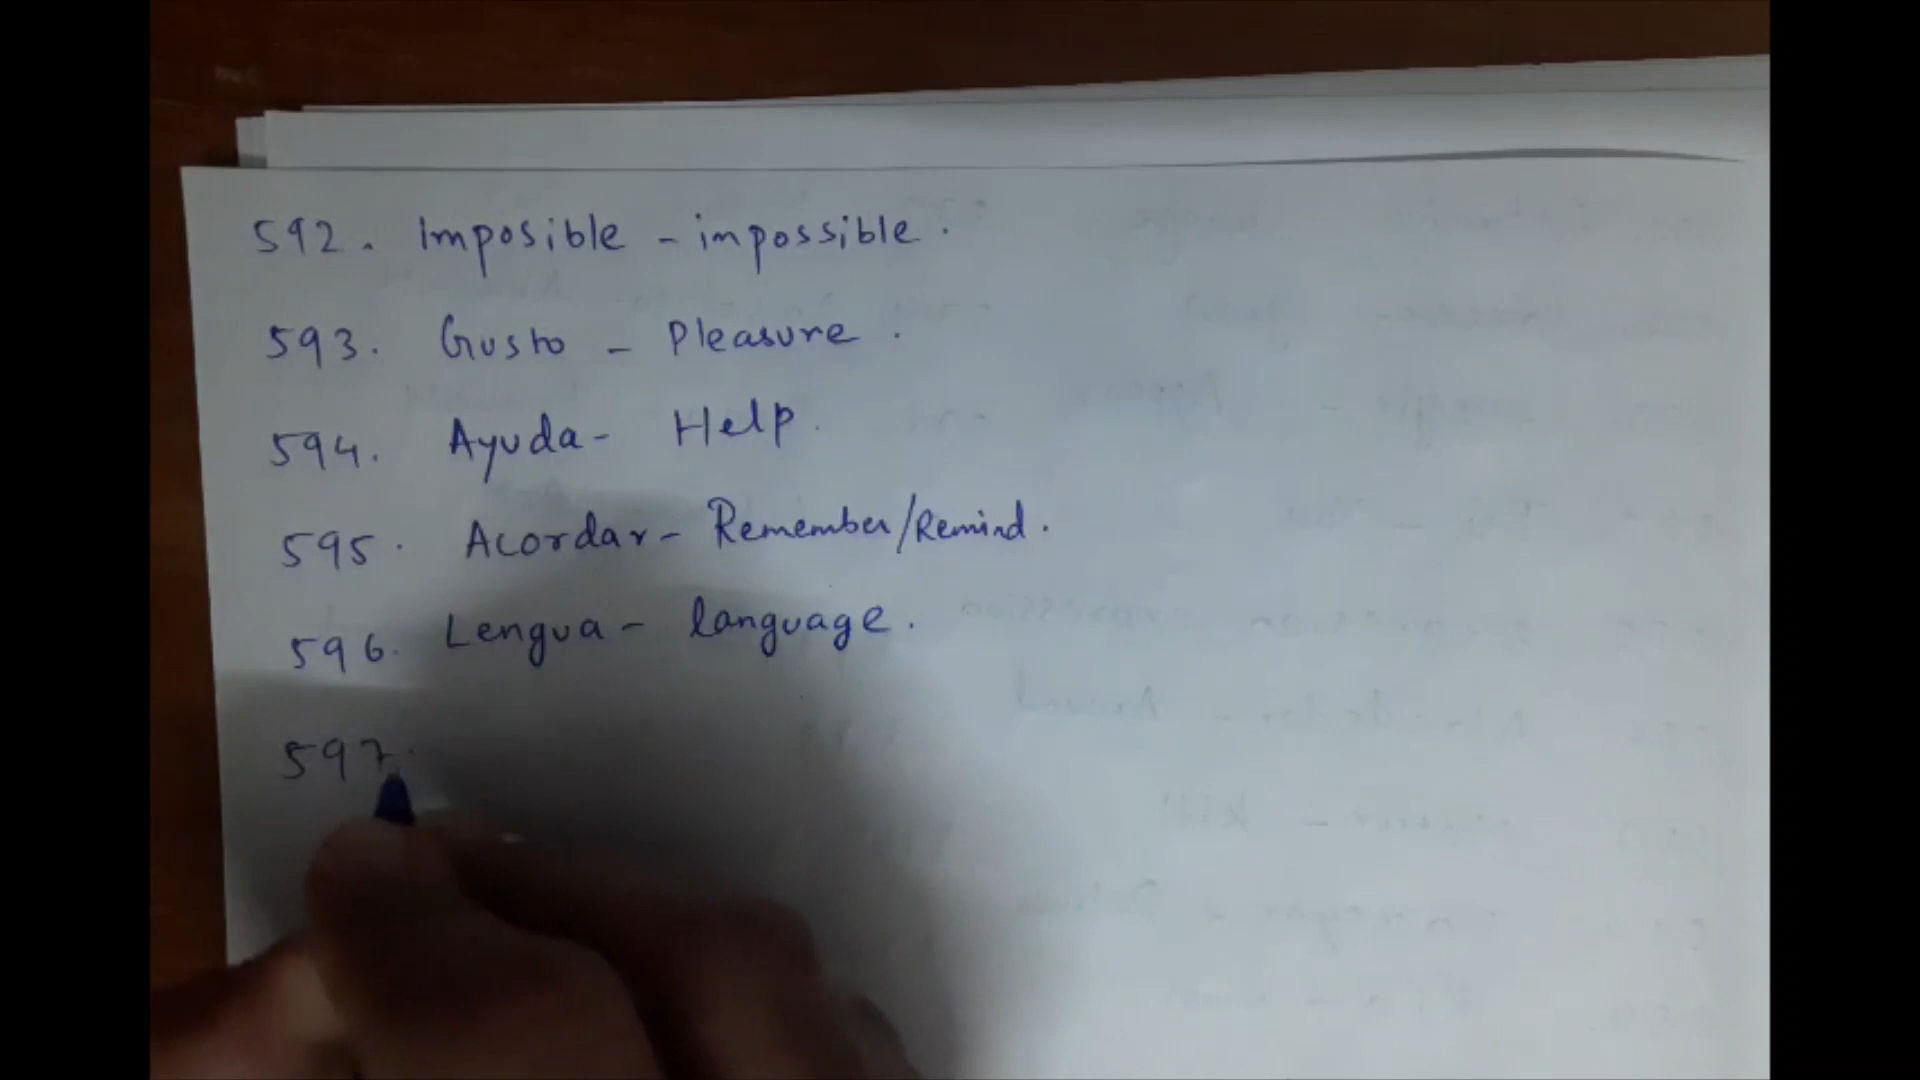 592. Imposible - impossible.
593. Gusto - Pleasure.
594. Ayuda - Help.
595. Acordar - Remember/Remind.
596. Lengua - language.
597.